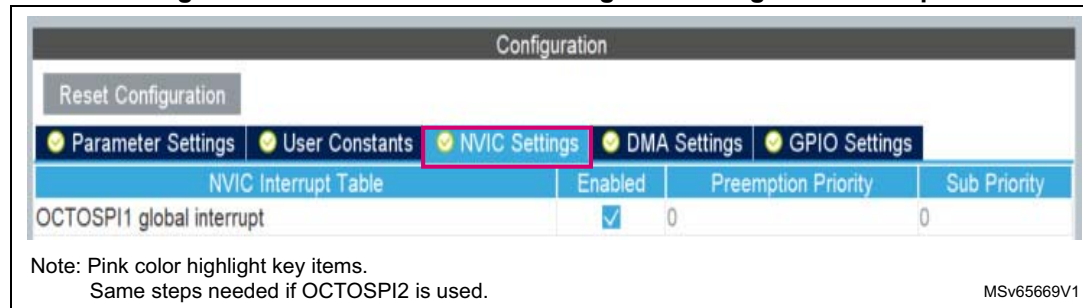 Configuration
Reset Configuration
Parameter Settings User Constants NVIC Settings DMA Settings GPIO Settings
NVIC Interrupt Table Enabled Preemption Priority Sub Priority
OCTOSPI1 global interrupt 0 0
Note: Pink color highlight key items.
Same steps needed if OCTOSPI2 is used.
MSv65669V1